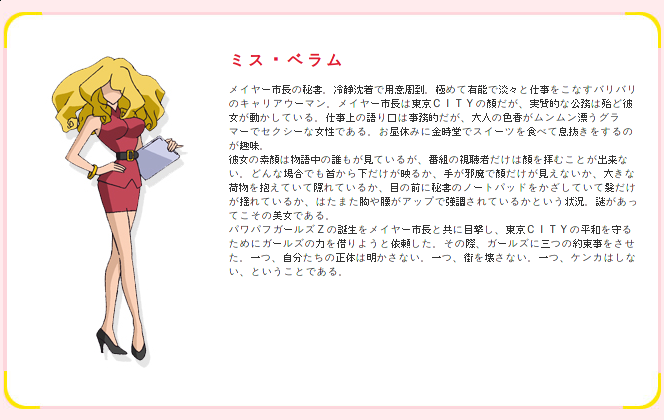 ミス・ベラム
メイヤー市長の秘書。冷静沈着で用意周到。極めて有能で淡々と仕事をこなすバリバリ
のキャリアウーマン。メイヤー市長は東京ＣＩＴＹの顔だが、実質的な公務は殆ど彼
女が動かしている。仕事上の語り口は事務的だが、大人の色香がムンムン漂うグラ
マーでセクシーな女性である。お昼休みに金時堂でスイーツを食べて息抜きをするの
が趣味。
彼女の素顔は物語中の誰もが見ているが、番組の視聴者だけは顔を拝むことが出来な
い。どんな場合でも首から下だけが映るか、手が邪魔で顔だけが見えないか、大きな
荷物を抱えていて隠れているか、目の前に秘書のノートパッドをかざしていて髪だけ
が揺れているか、はたまた胸や腰がアップで強調されているかという状況。謎があっ
てこその美女である。
パワパフガールズＺの誕生をメイヤー市長と共に目撃し、東京ＣＩＴＹの平和を守る
ためにガールズの力を借りようと依頼した。その際、ガールズに三つの約束事をさせ
た。一つ、自分たちの正体は明かさない。一つ、街を壊さない。一つ、ケンカはしな
い、ということである。